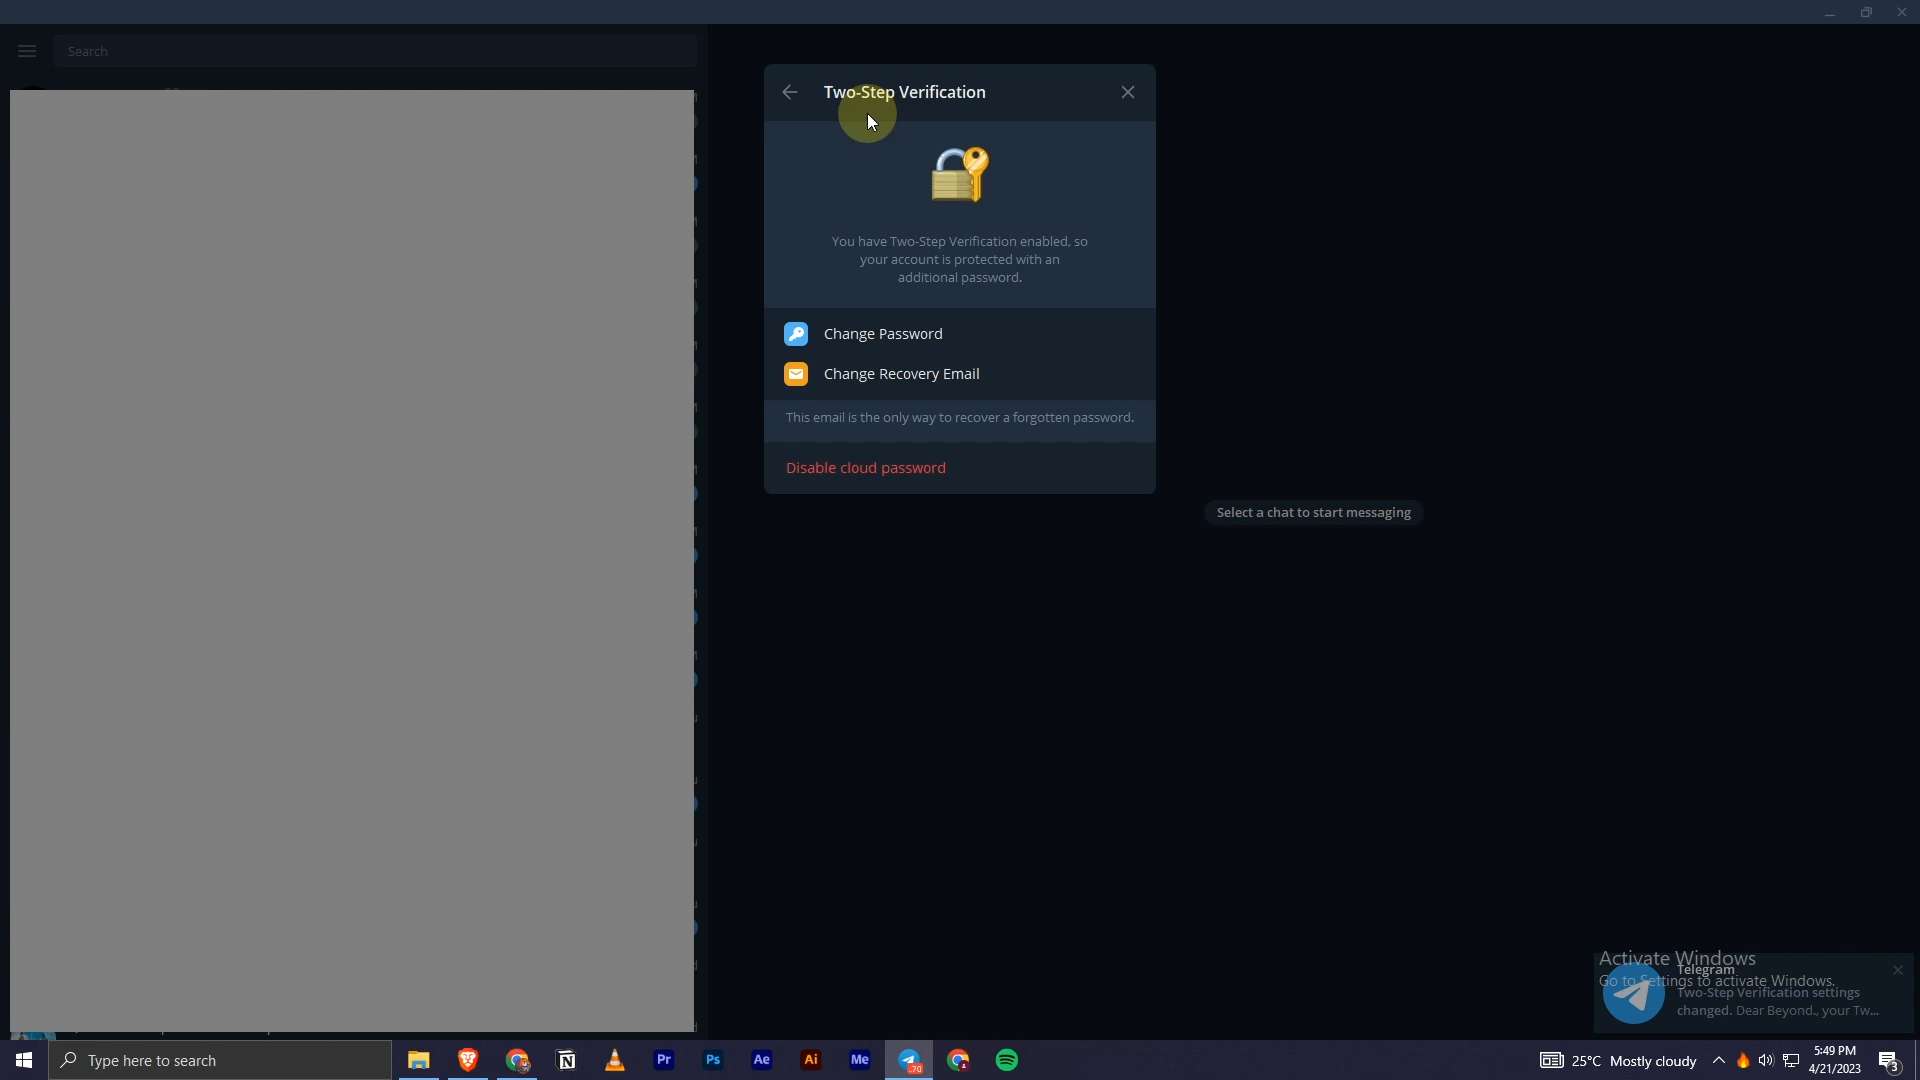 Search
Two-Step Verification
You have Two-Step Verification enabled, so
your account is protected with an
additional password.
Change Password
Change Recovery Email
This email is the only way to recover a forgotten password.
Disable cloud password
Select a chat to start messaging
Activate Windows
Go to Settings to activate Windows.
Telegram
Two-Step Verification settings
changed. Dear Beyond., your Tw...
Type here to search
Pr
Ps
Ae
Ai
Me
.70
25°C Mostly cloudy
5:49 PM
4/21/2023
3